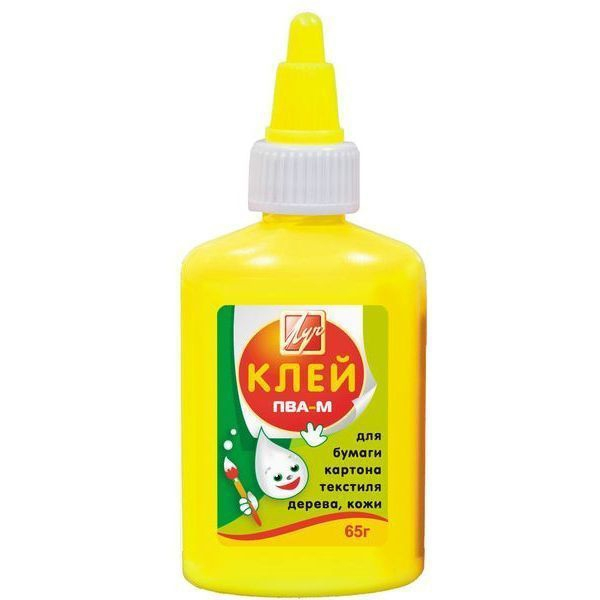 Луч
КЛЕЙ
ПВА-М
для
бумаги
картона
текстиля
дерева, кожи
65г